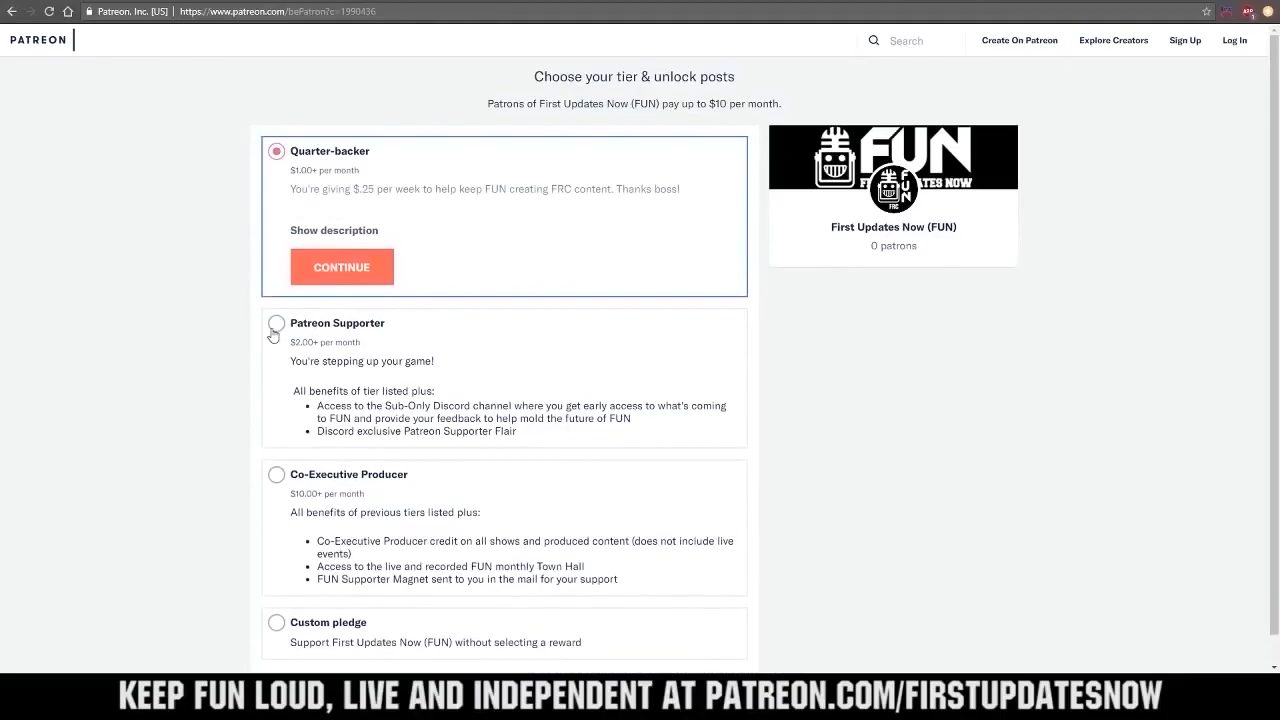 Patreon, Inc. [US] | https://www.patreon.com/bePatron?c=1990436
PATREON
Search
Create On Patreon
Explore Creators
Sign Up
Log In
Choose your tier & unlock posts
Patrons of First Updates Now (FUN) pay up to $10 per month.
Quarter-backer
$1.00+ per month
You're giving $.25 per week to help keep FUN creating FRC content. Thanks boss!
Show description
CONTINUE
FUN
First Updates Now (FUN)
0 patrons
Patreon Supporter
$2.00+ per month
You're stepping up your game!
All benefits of tier listed plus:
• Access to the Sub-Only Discord channel where you get early access to what's coming
to FUN and provide your feedback to help mold the future of FUN
• Discord exclusive Patreon Supporter Flair
Co-Executive Producer
$10.00+ per month
All benefits of previous tiers listed plus:
• Co-Executive Producer credit on all shows and produced content (does not include live
events)
• Access to the live and recorded FUN monthly Town Hall
• FUN Supporter Magnet sent to you in the mail for your support
Custom pledge
Support First Updates Now (FUN) without selecting a reward
KEEP FUN LOUD, LIVE AND INDEPENDENT AT PATREON.COM/FIRSTUPDATESNOW